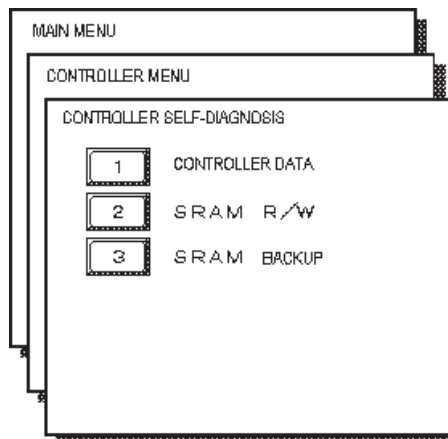 MAIN MENU
CONTROLLER MENU
CONTROLLER SELF-DIAGNOSIS
1 CONTROLLER DATA
2 SRAM R/W
3 SRAM BACKUP